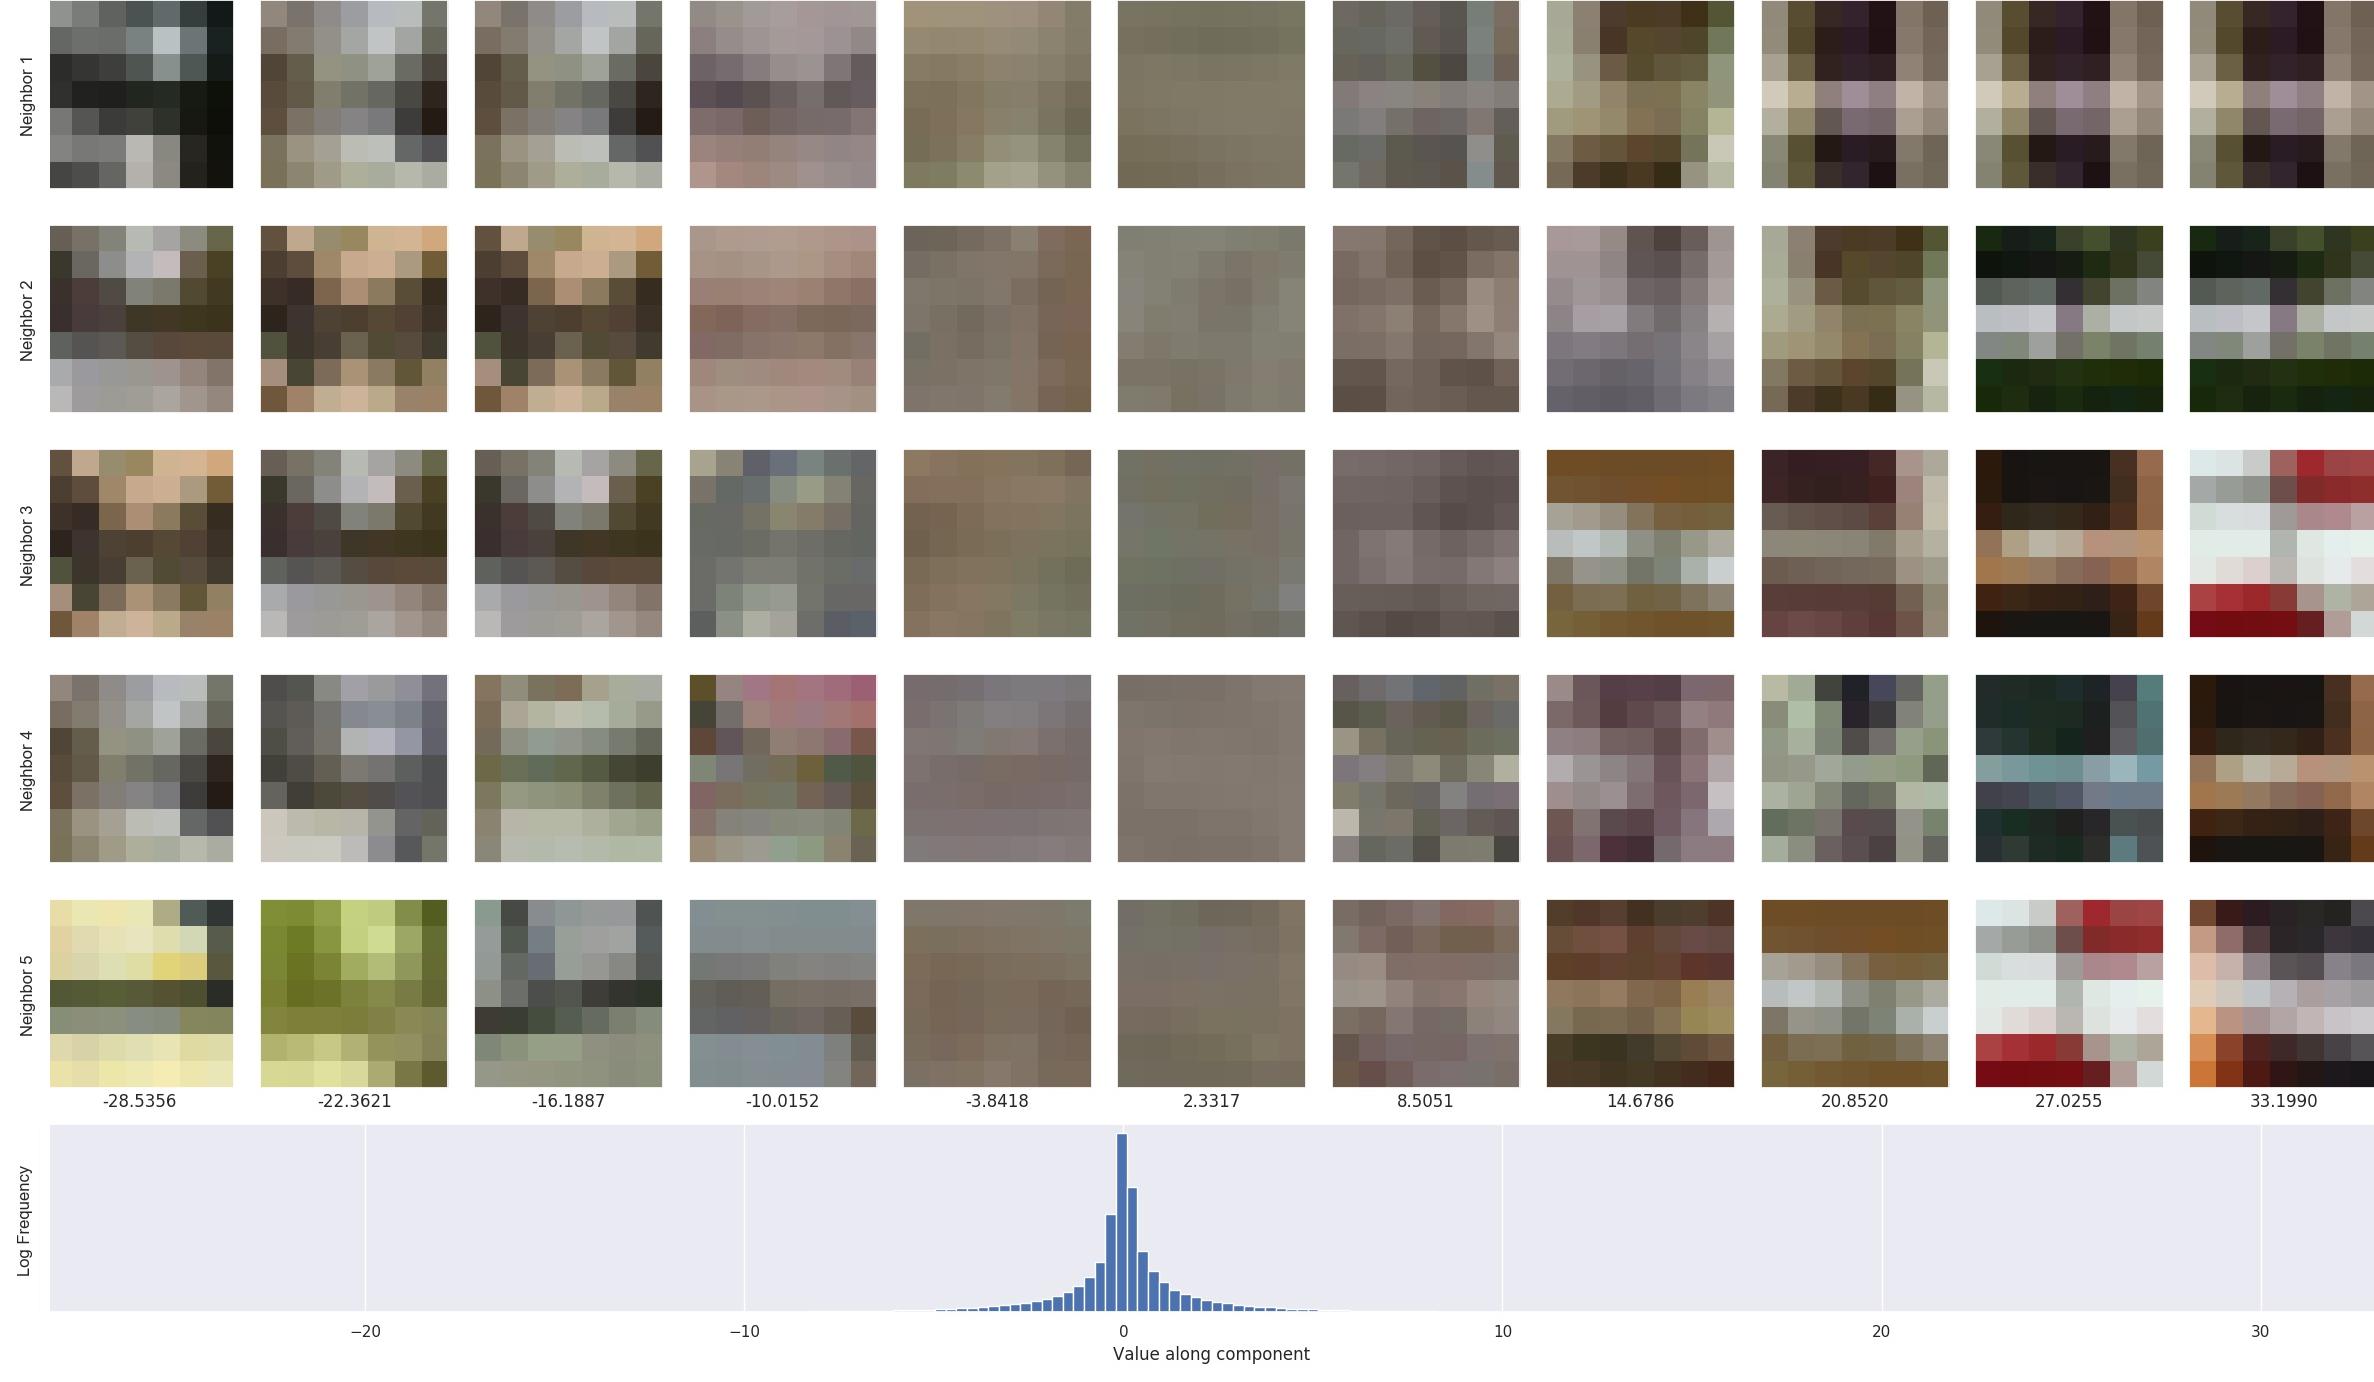 Neighbor 1
Neighbor 2
Neighbor 3
Neighbor 4
Neighbor 5
-28.5356 -22.3621 -16.1887 -10.0152 -3.8418 2.3317 8.5051 14.6786 20.8520 27.0255 33.1990
Log Frequency
−20 −10 0 10 20 30
Value along component